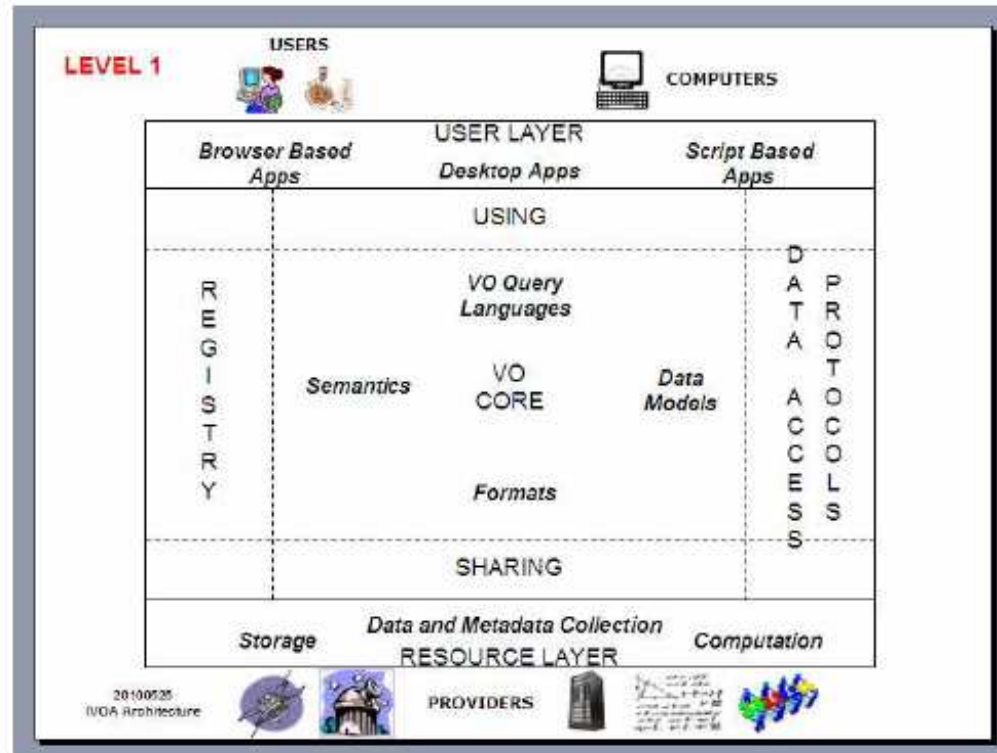 LEVEL 1
USERS
COMPUTERS
USER LAYER
Browser Based
Apps
Desktop Apps
Script Based
Apps
USING
REGISTRY
VO Query
Languages
Semantics
VO
CORE
Data
Models
Formats
DATA ACCESS
PROTOCOLS
SHARING
Storage
Data and Metadata Collection
Computation
RESOURCE LAYER
20100525
IVOA Architecture
PROVIDERS